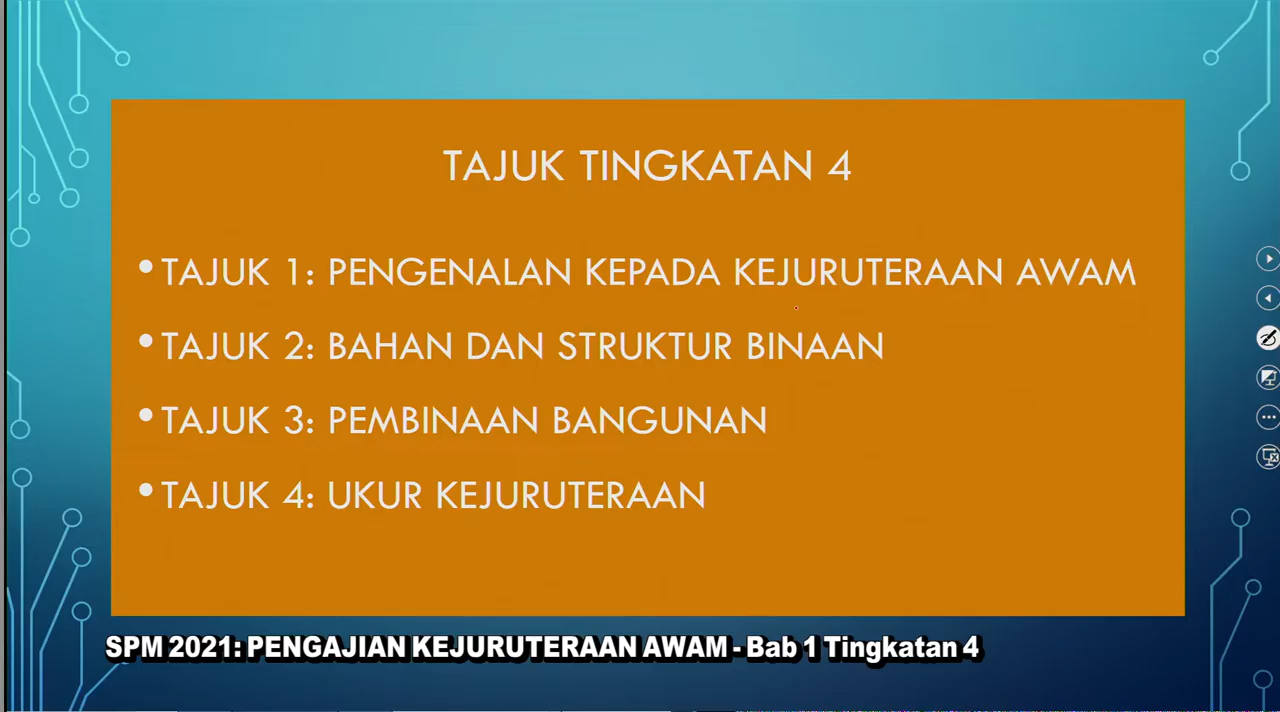 TAJUK TINGKATAN 4
• TAJUK 1: PENGENALAN KEPADA KEJURUTERAAN AWAM
• TAJUK 2: BAHAN DAN STRUKTUR BINAAN
• TAJUK 3: PEMBINAAN BANGUNAN
• TAJUK 4: UKUR KEJURUTERAAN
SPM 2021: PENGAJIAN KEJURUTERAAN AWAM - Bab 1 Tingkatan 4